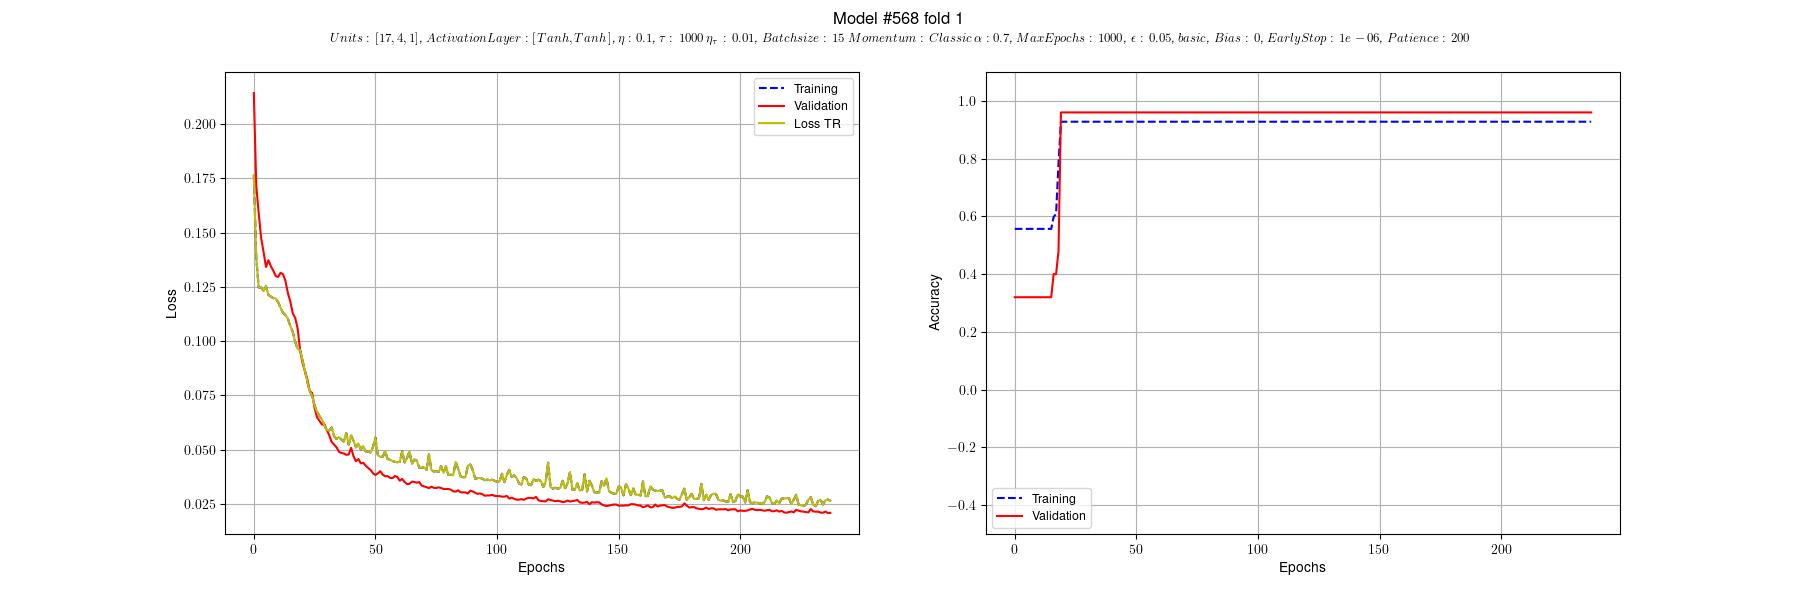 Model #568 fold 1
Units : [17, 4, 1], ActivationLayer : [Tanh, Tanh], η : 0.1, τ : 1000 η_τ : 0.01, Batchsize : 15 Momentum : Classic α : 0.7, MaxEpochs : 1000, ϵ : 0.05, basic, Bias : 0, EarlyStop : 1e − 06, Patience : 200
Training
Validation
Loss TR
0.200
0.175
0.150
0.125
0.100
0.075
0.050
0.025
Loss
0 50 100 150 200
Epochs
1.0
0.8
0.6
0.4
0.2
0.0
−0.2
−0.4
Accuracy
Training
Validation
0 50 100 150 200
Epochs